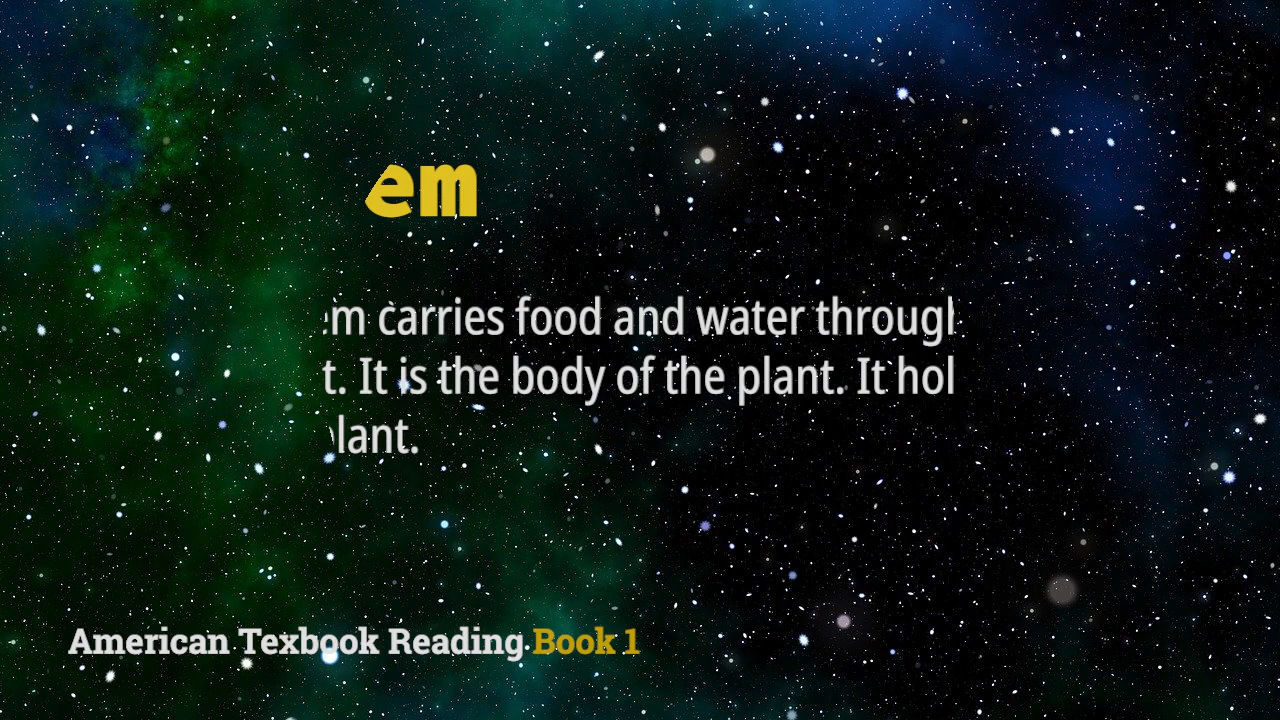 em
m carries food and water through
t. It is the body of the plant. It hol
plant.
American Texbook Reading Book 1